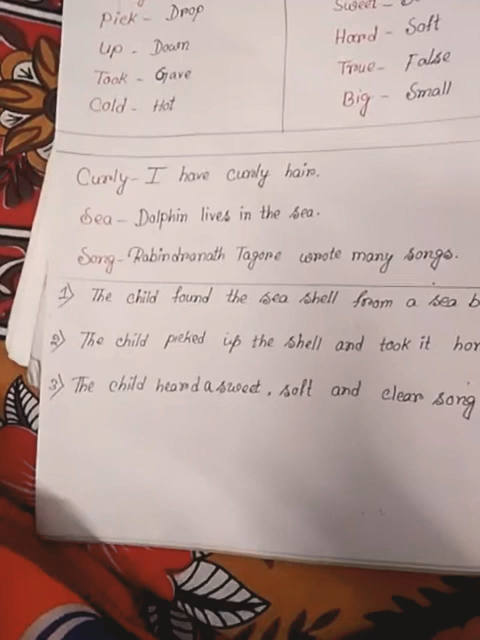 Pick - Drop
Up - Down
Took - Gave
Cold - Hot
Sweet -
Hard - Soft
True - False
Big - Small
Curly - I have curly hair.
Sea - Dolphin lives in the sea.
Song - Rabindranath Tagore wrote many songs.
1) The child found the sea shell from a sea b
2) The child picked up the shell and took it hom
3) The child heard a sweet, soft and clear song